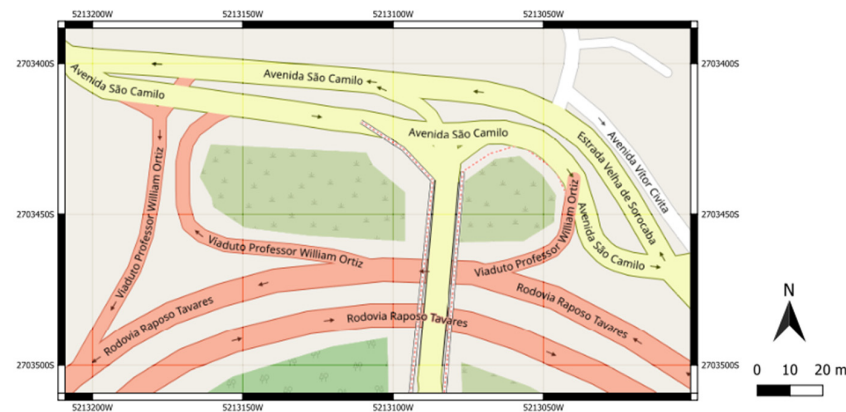 5213200W 5213150W 5213100W 5213050W
2703400S 2703400S
Avenida São Camilo
Avenida São Camilo
Avenida São Camilo
Avenida Vitor Civita
Estrada Velha de Sorocaba
Viaduto Professor William Ortiz
Viaduto Professor William Ortiz
Avenida São Camilo
2703450S 2703450S
Viaduto Professor William Ortiz
Viaduto Professor William Ortiz
Rodovia Raposo Tavares
Rodovia Raposo Tavares
Rodovia Raposo Tavares
N
2703500S 2703500S
0 10 20 m
5213200W 5213150W 5213100W 5213050W